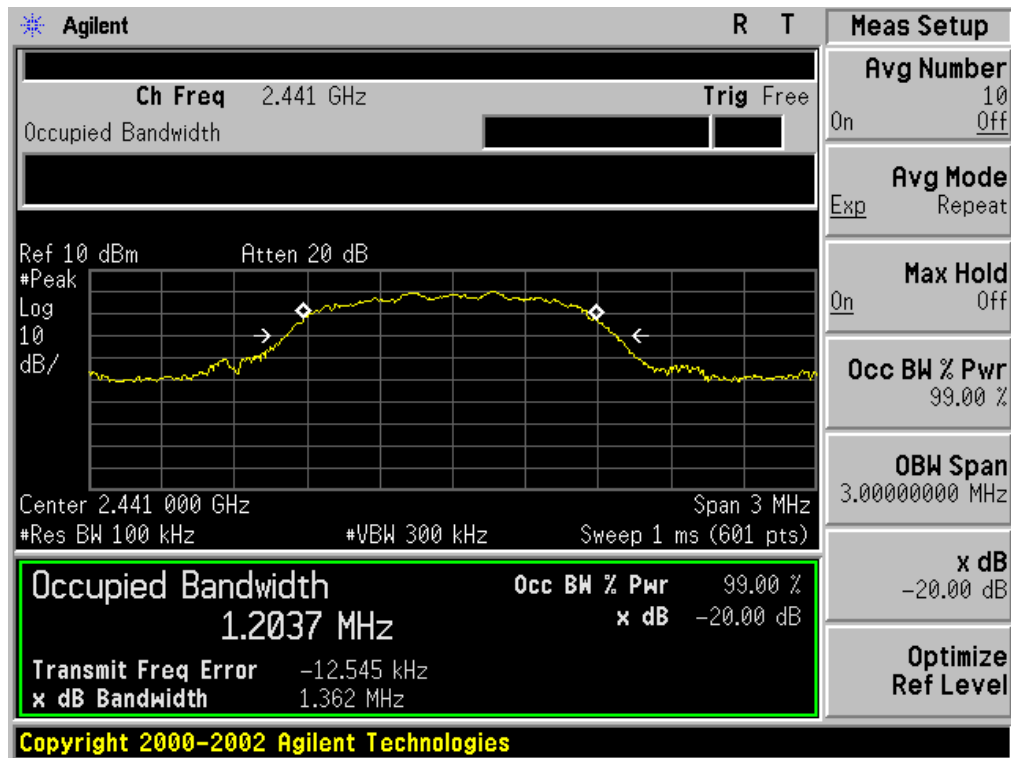 Agilent R T
Ch Freq 2.441 GHz Trig Free
Occupied Bandwidth
Ref 10 dBm Atten 20 dB
#Peak
Log
10
dB/
Center 2.441 000 GHz Span 3 MHz
#Res BW 100 kHz #VBW 300 kHz Sweep 1 ms (601 pts)
Occupied Bandwidth
1.2037 MHz
Occ BW % Pwr 99.00 %
x dB -20.00 dB
Transmit Freq Error -12.545 kHz
x dB Bandwidth 1.362 MHz
Copyright 2000-2002 Agilent Technologies
Meas Setup
Avg Number
10
On Off
Avg Mode
Exp Repeat
Max Hold
On Off
Occ BW % Pwr
99.00 %
OBW Span
3.00000000 MHz
x dB
-20.00 dB
Optimize
Ref Level